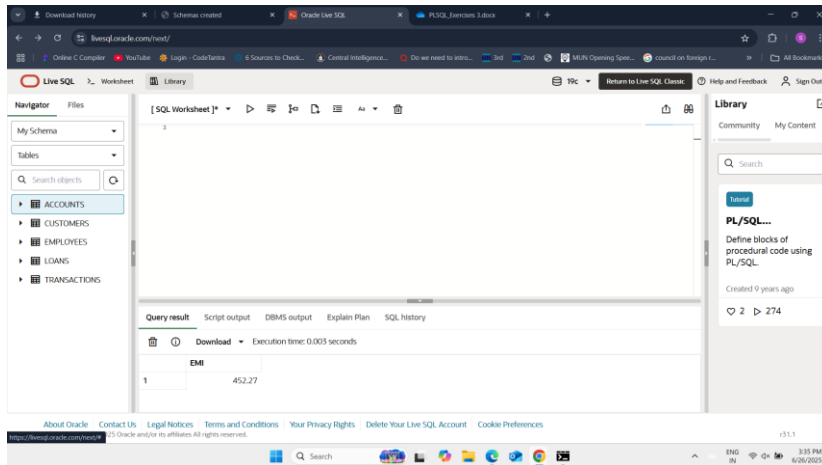 Download history
Schemas created
Oracle Live SQL
PLSQL_Exercises 3.docx
livesql.oracle.com/next/
Online C Compiler
YouTube
Login - CodeTantra
6 Sources to Check...
Central Intelligence...
Do we need to intro...
3rd
2nd
MUN Opening Spee...
council on foreign r...
All Bookmarks
Live SQL
Worksheet
Library
19c
Return to Live SQL Classic
Help and Feedback
Sign Out
Navigator
Files
My Schema
Tables
Search objects
ACCOUNTS
CUSTOMERS
EMPLOYEES
LOANS
TRANSACTIONS
[ SQL Worksheet ]*
Aa
3
Query result
Script output
DBMS output
Explain Plan
SQL history
Download
Execution time: 0.003 seconds
EMI
1 452.27
Library
Community
My Content
Search
Tutorial
PL/SQL...
Define blocks of
procedural code using
PL/SQL.
Created 9 years ago
2
274
About Oracle
Contact Us
Legal Notices
Terms and Conditions
Your Privacy Rights
Delete Your Live SQL Account
Cookie Preferences
https://livesql.oracle.com/next/#
25 Oracle and/or its affiliates All rights reserved.
r51.1
Search
ENG
IN
3:35 PM
6/26/2025